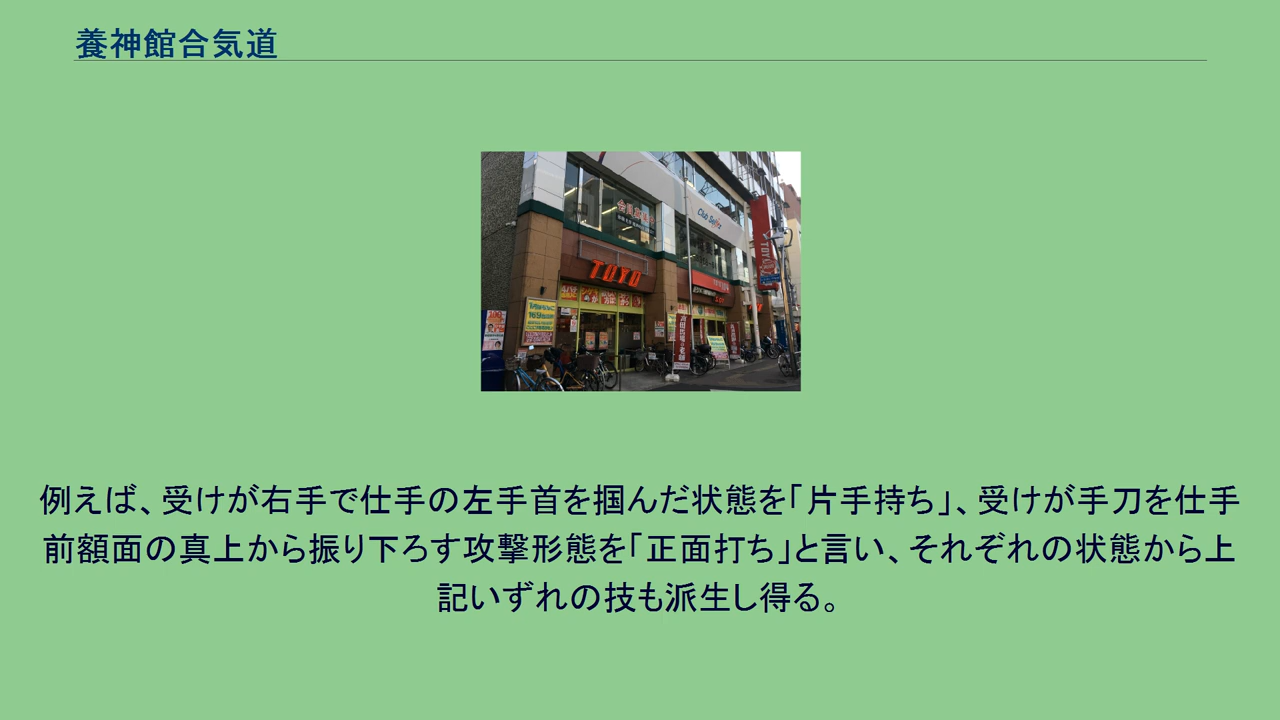 養神館合気道
Club Sw
TOYO
例えば、受けが右手で仕手の左手首を掴んだ状態を「片手持ち」、受けが手刀を仕手
前額面の真上から振り下ろす攻撃形態を「正面打ち」と言い、それぞれの状態から上
記いずれの技も派生し得る。